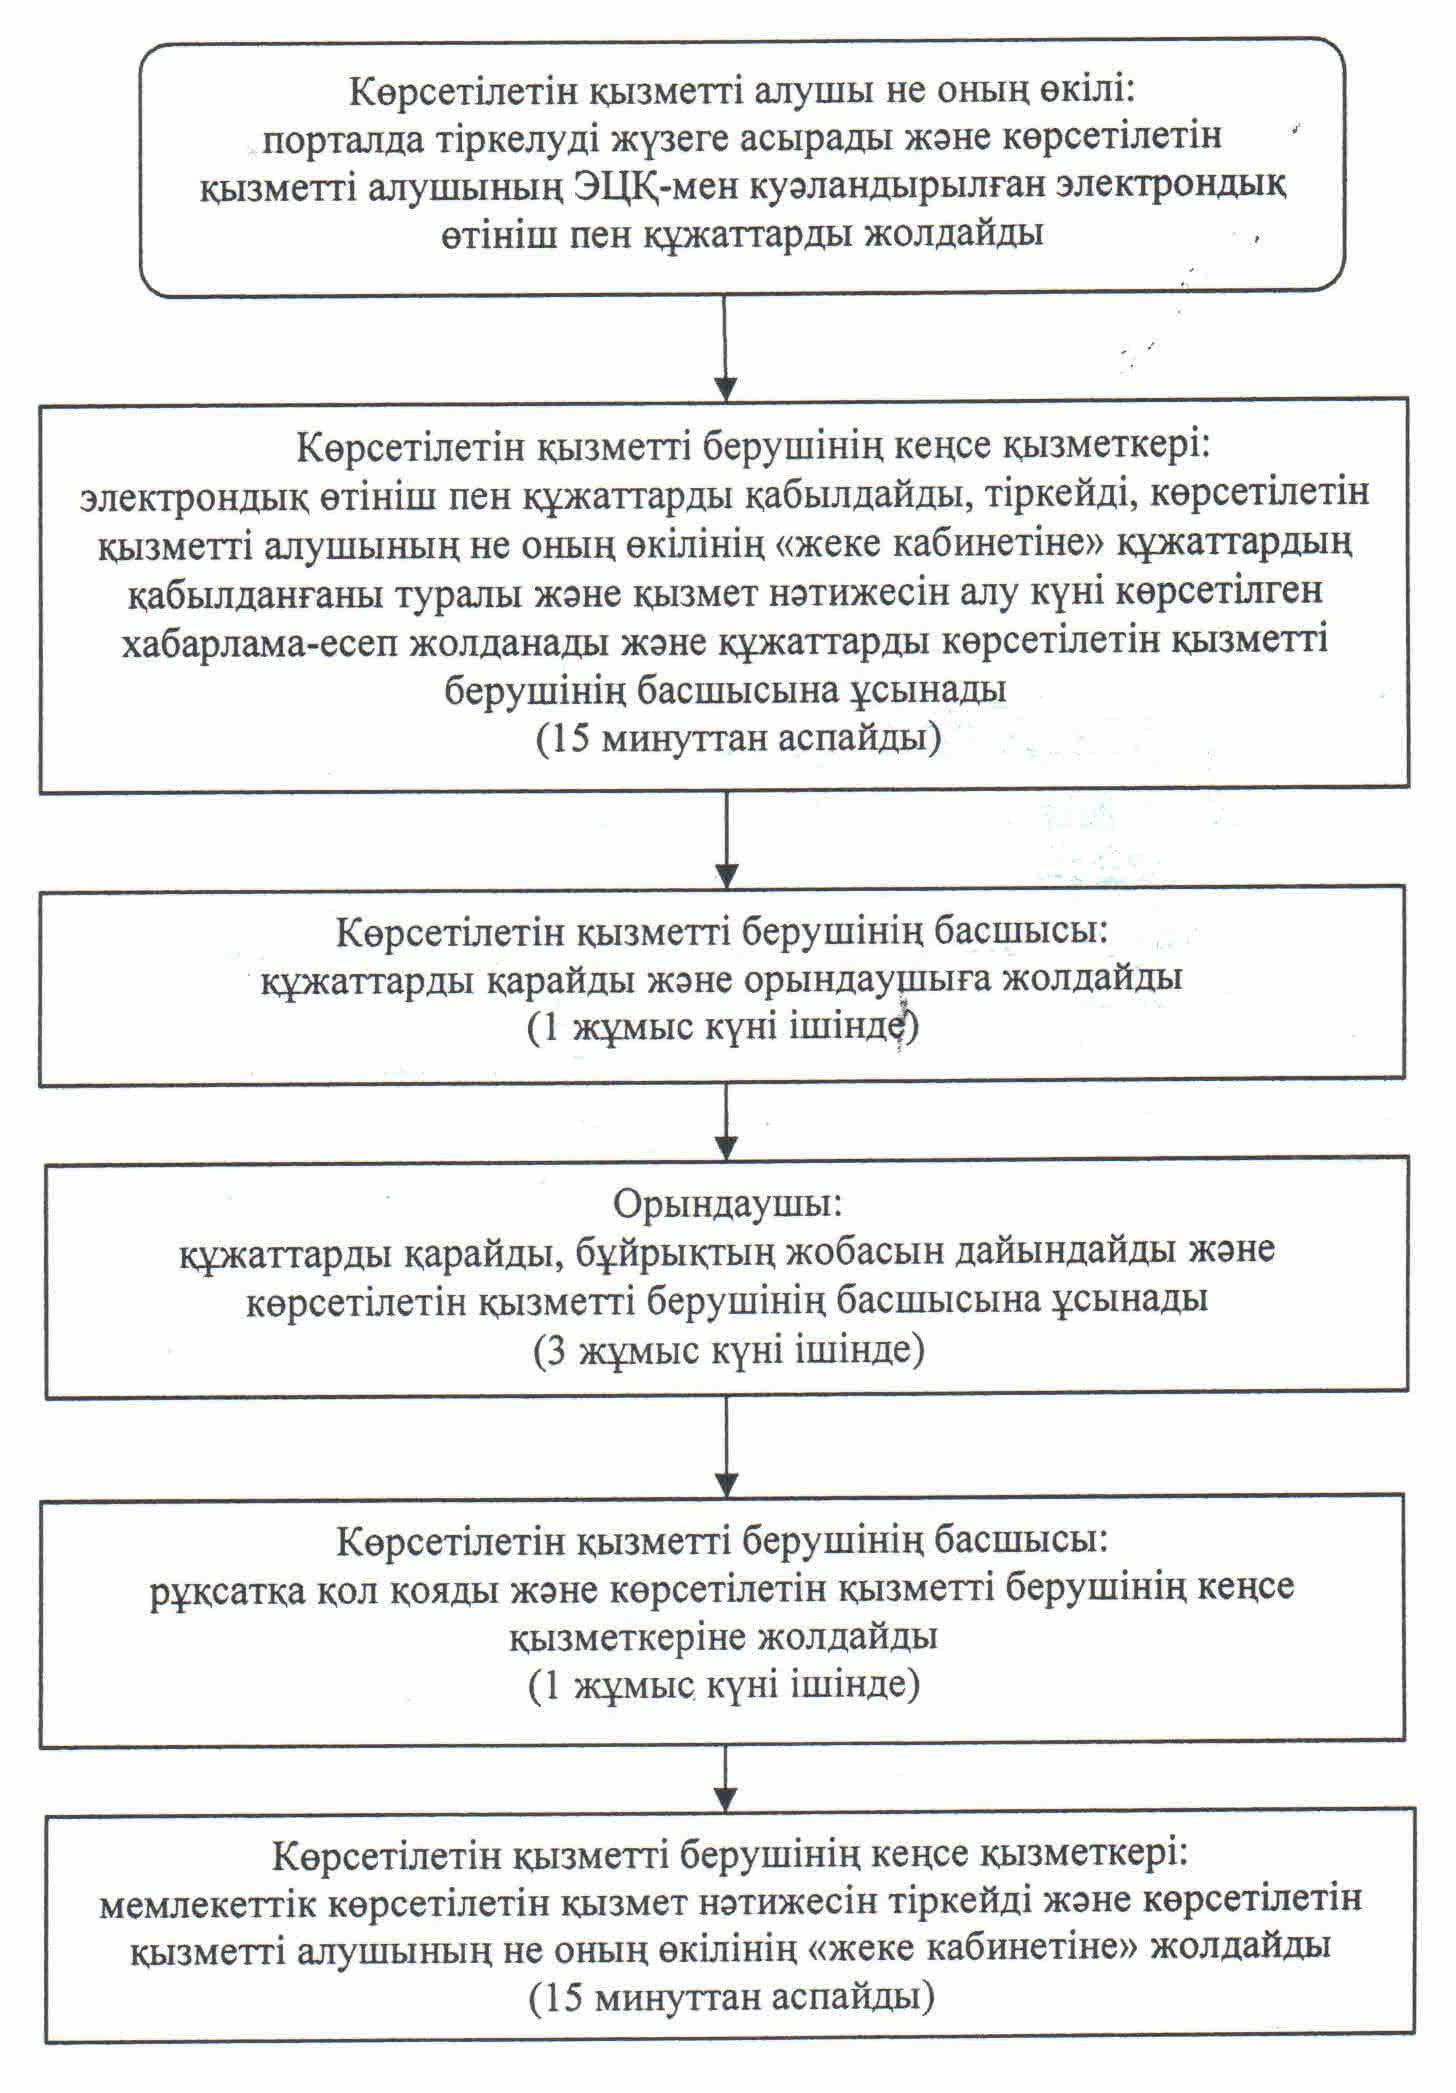 Көрсетілетін қызметті алушы не оның өкілі:
порталда тіркелуді жүзеге асырады және көрсетілетін
қызметті алушының ЭЦҚ-мен куәландырылған электрондық
өтініш пен құжаттарды жолдайды
Көрсетілетін қызметті берушінің кеңсе қызметкері:
электрондық өтініш пен құжаттарды қабылдайды, тіркейді, көрсетілетін
қызметті алушының не оның өкілінің «жеке кабинетіне» құжаттардың
қабылданғаны туралы және қызмет нәтижесін алу күні көрсетілген
хабарлама-есеп жолданады және құжаттарды көрсетілетін қызметті
берушінің басшысына ұсынады
(15 минуттан аспайды)
Көрсетілетін қызметті берушінің басшысы:
құжаттарды қарайды және орындаушыға жолдайды
(1 жұмыс күні ішінде)
Орындаушы:
құжаттарды қарайды, бұйрықтың жобасын дайындайды және
көрсетілетін қызметті берушінің басшысына ұсынады
(3 жұмыс күні ішінде)
Көрсетілетін қызметті берушінің басшысы:
рұқсатқа қол қояды және көрсетілетін қызметті берушінің кеңсе
қызметкеріне жолдайды
(1 жұмыс күні ішінде)
Көрсетілетін қызметті берушінің кеңсе қызметкері:
мемлекеттік көрсетілетін қызмет нәтижесін тіркейді және көрсетілетін
қызметті алушының не оның өкілінің «жеке кабинетіне» жолдайды
(15 минуттан аспайды)